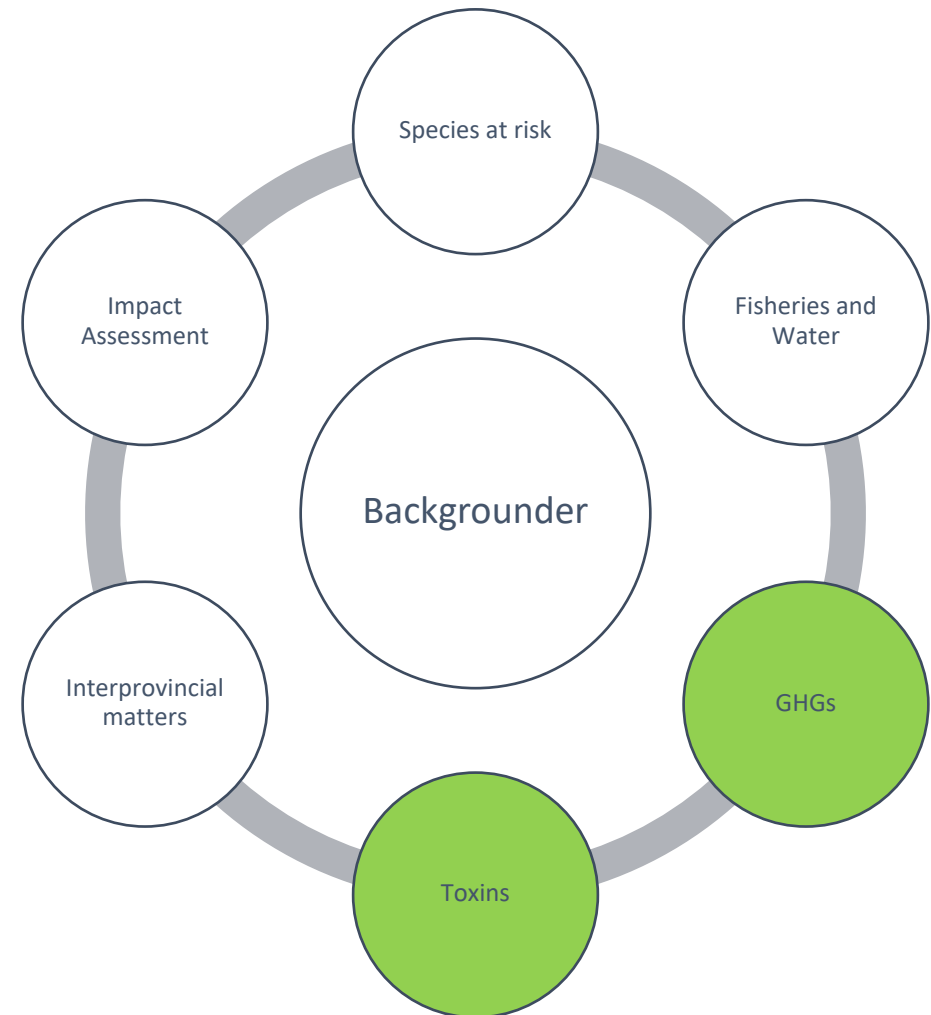 Species at risk
Impact
Assessment
Fisheries and
Water
Backgrounder
Interprovincial
matters
GHGs
Toxins